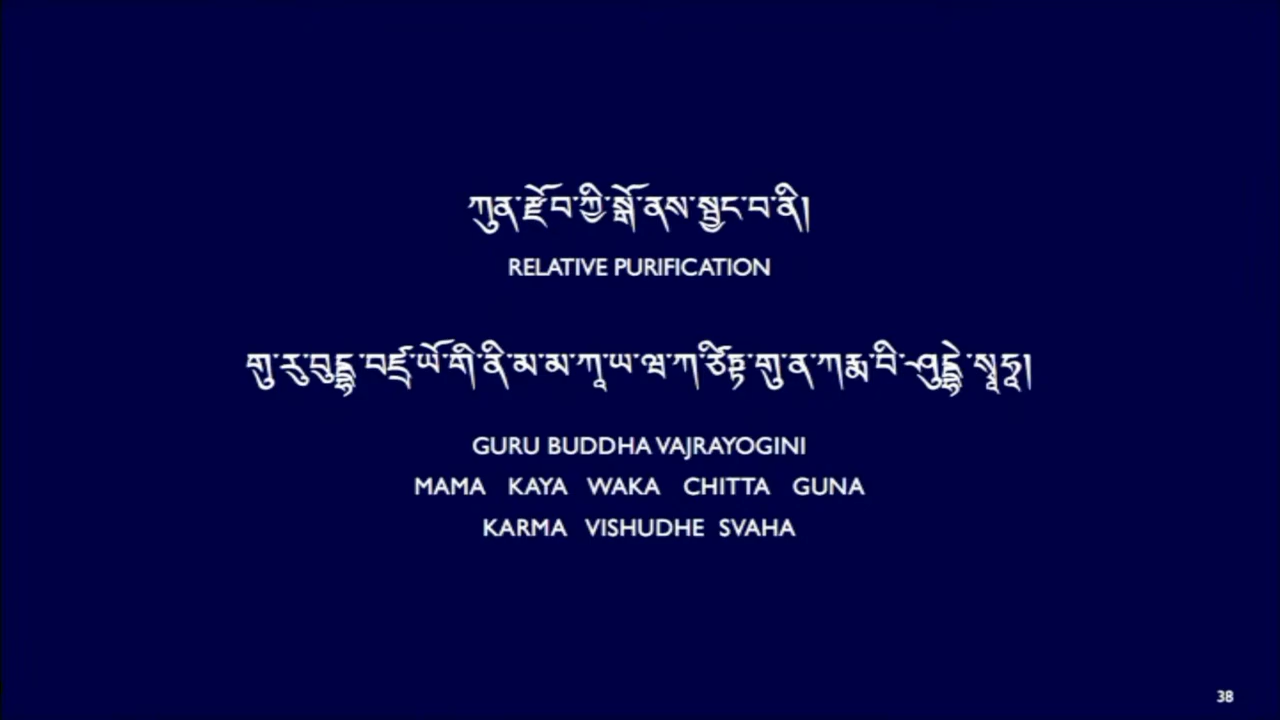 ཀུན་རྫོབ་ཀྱི་སྒོ་ནས་སྦྱང་བ་ནི།
RELATIVE PURIFICATION
གུ་རུ་བུདྡྷ་བཛྲ་ཡོ་གི་ནི་མ་མ་ཀཱ་ཡ་ཝ་ཀ་ཙིཏྟ་གུ་ན་ཀརྨ་བི་ཤུདྡྷེ་སྭཱ་ཧཱ།
GURU BUDDHA VAJRAYOGINI
MAMA KAYA WAKA CHITTA GUNA
KARMA VISHUDHE SVAHA
38